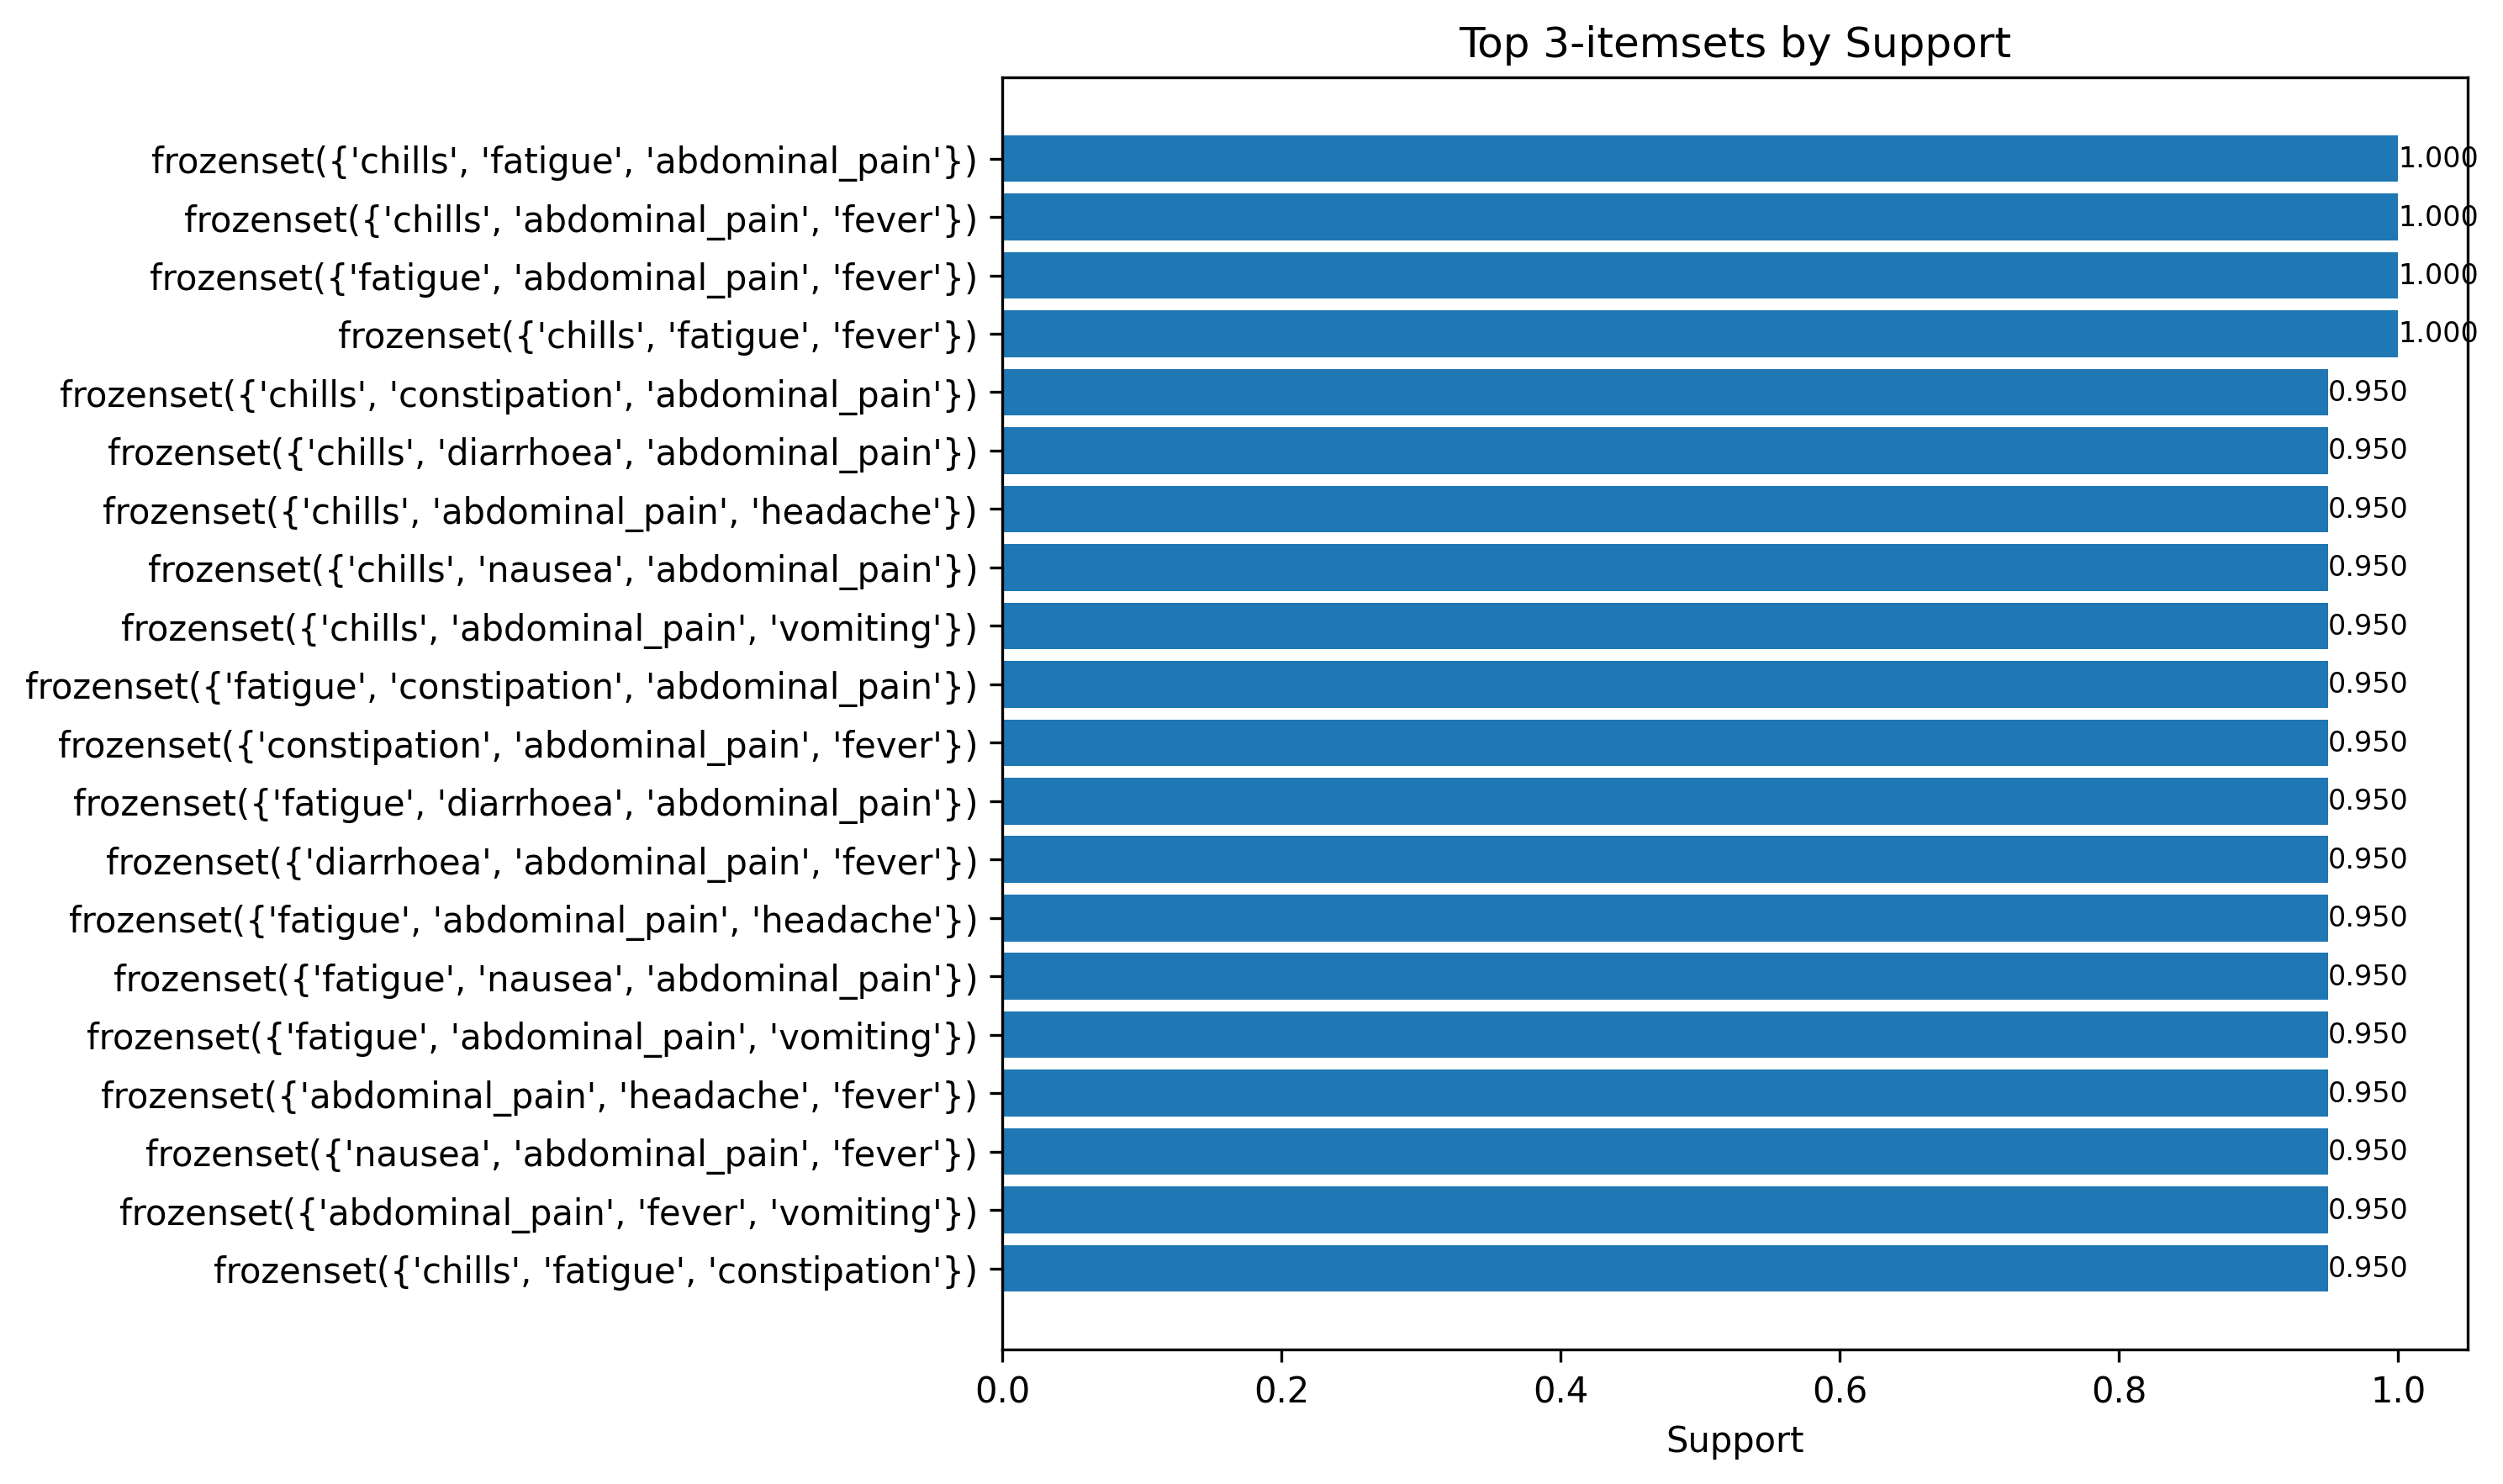 Top 3-itemsets by Support
frozenset({'chills', 'fatigue', 'abdominal_pain'}) 1.000
frozenset({'chills', 'abdominal_pain', 'fever'}) 1.000
frozenset({'fatigue', 'abdominal_pain', 'fever'}) 1.000
frozenset({'chills', 'fatigue', 'fever'}) 1.000
frozenset({'chills', 'constipation', 'abdominal_pain'}) 0.950
frozenset({'chills', 'diarrhoea', 'abdominal_pain'}) 0.950
frozenset({'chills', 'abdominal_pain', 'headache'}) 0.950
frozenset({'chills', 'nausea', 'abdominal_pain'}) 0.950
frozenset({'chills', 'abdominal_pain', 'vomiting'}) 0.950
frozenset({'fatigue', 'constipation', 'abdominal_pain'}) 0.950
frozenset({'constipation', 'abdominal_pain', 'fever'}) 0.950
frozenset({'fatigue', 'diarrhoea', 'abdominal_pain'}) 0.950
frozenset({'diarrhoea', 'abdominal_pain', 'fever'}) 0.950
frozenset({'fatigue', 'abdominal_pain', 'headache'}) 0.950
frozenset({'fatigue', 'nausea', 'abdominal_pain'}) 0.950
frozenset({'fatigue', 'abdominal_pain', 'vomiting'}) 0.950
frozenset({'abdominal_pain', 'headache', 'fever'}) 0.950
frozenset({'nausea', 'abdominal_pain', 'fever'}) 0.950
frozenset({'abdominal_pain', 'fever', 'vomiting'}) 0.950
frozenset({'chills', 'fatigue', 'constipation'}) 0.950
0.0 0.2 0.4 0.6 0.8 1.0
Support